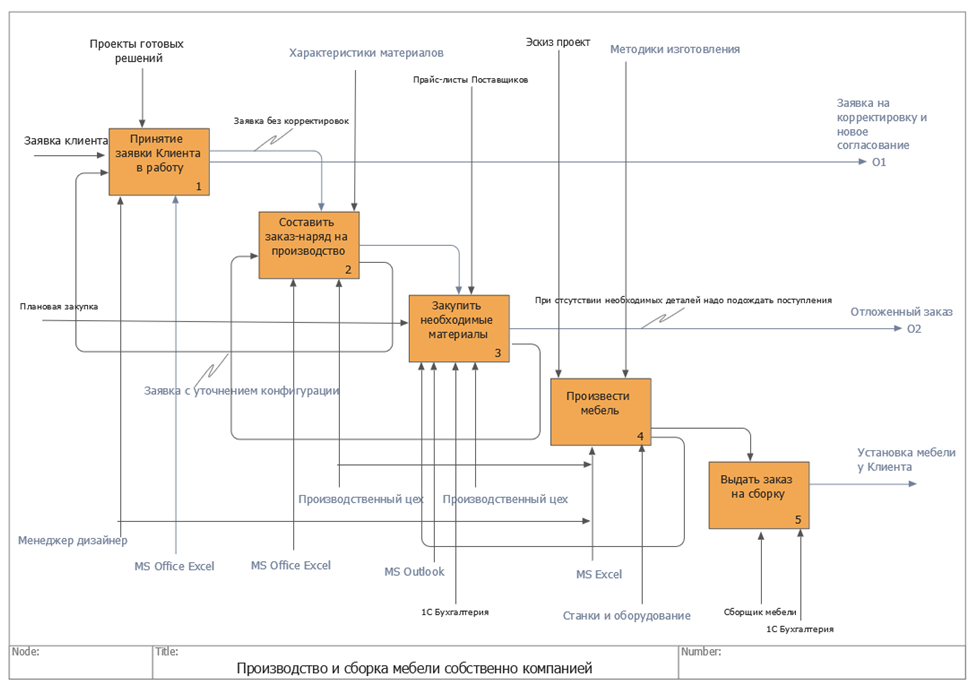 Проекты готовых
решений
Характеристики материалов
Эскиз проект
Методики изготовления
Прайс-листы Поставщиков
Заявка на
корректировку и
новое
согласование
O1
Заявка без корректировок
Заявка клиента
Принятие
заявки Клиента
в работу
1
Составить
заказ-наряд на
производство
2
Плановая закупка
Закупить
необходимые
материалы
3
При отсутствии необходимых деталей надо подождать поступления
Отложенный заказ
O2
Заявка с уточнением конфигурации
Произвести
мебель
4
Выдать заказ
на сборку
5
Установка мебели
у Клиента
Производственный цех
Производственный цех
Менеджер дизайнер
MS Office Excel
MS Office Excel
MS Outlook
MS Excel
1С Бухгалтерия
Станки и оборудование
Сборщик мебели
1С Бухгалтерия
Node:
Title:
Number:
Производство и сборка мебели собственно компанией